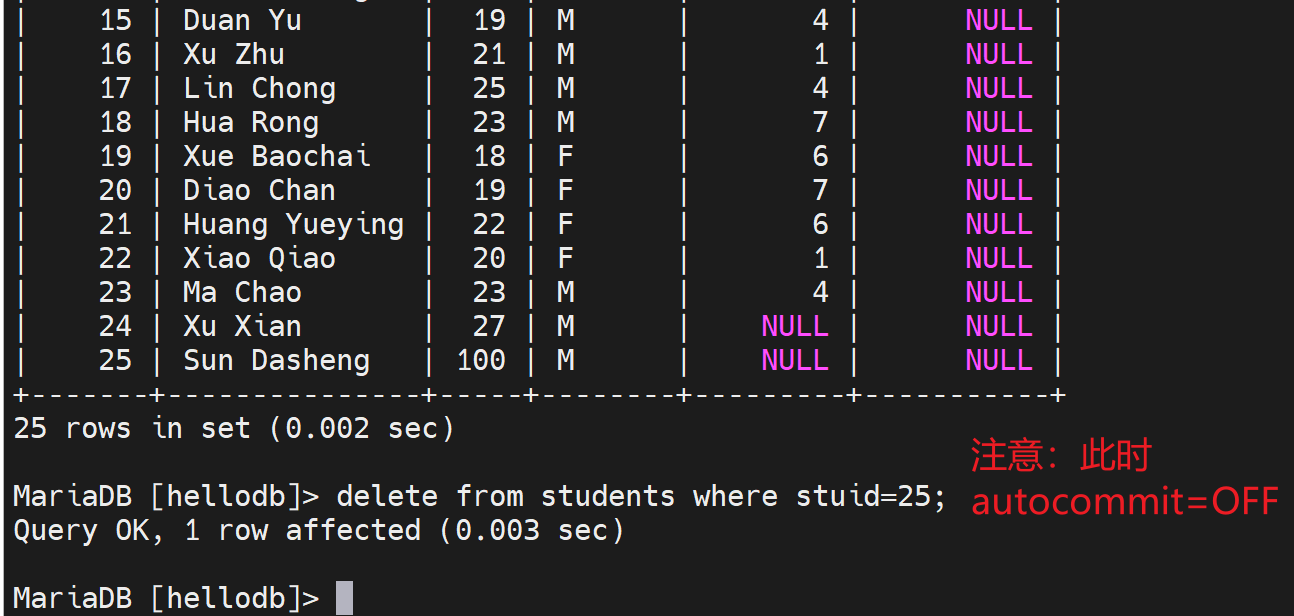 | 15 | Duan Yu | 19 | M | 4 | NULL |
| 16 | Xu Zhu | 21 | M | 1 | NULL |
| 17 | Lin Chong | 25 | M | 4 | NULL |
| 18 | Hua Rong | 23 | M | 7 | NULL |
| 19 | Xue Baochai | 18 | F | 6 | NULL |
| 20 | Diao Chan | 19 | F | 7 | NULL |
| 21 | Huang Yueying | 22 | F | 6 | NULL |
| 22 | Xiao Qiao | 20 | F | 1 | NULL |
| 23 | Ma Chao | 23 | M | 4 | NULL |
| 24 | Xu Xian | 27 | M | NULL | NULL |
| 25 | Sun Dasheng | 100 | M | NULL | NULL |
+-------+---------------+-----+--------+---------+-----------+
25 rows in set (0.002 sec)
注意：此时
autocommit=OFF
MariaDB [hellodb]> delete from students where stuid=25;
Query OK, 1 row affected (0.003 sec)
MariaDB [hellodb]>